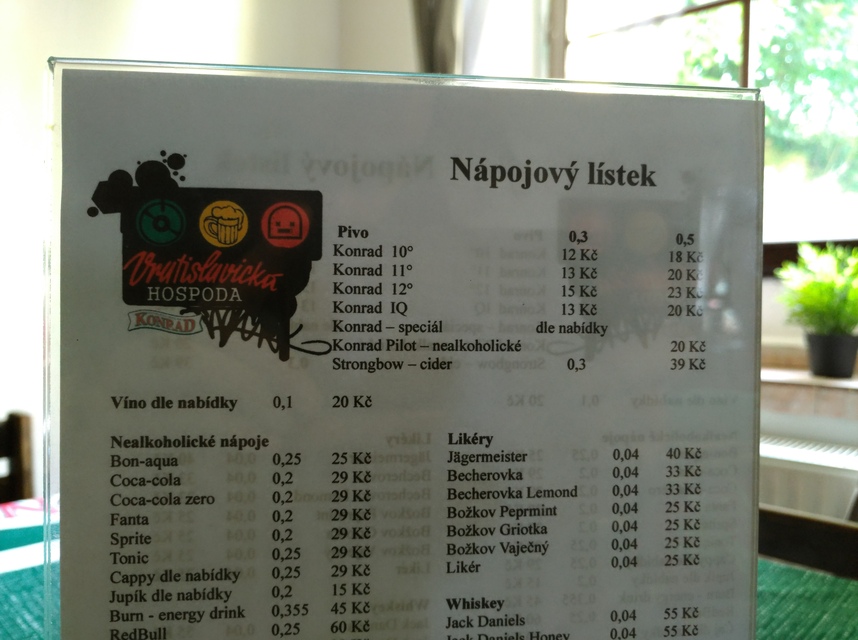 Nápojový lístek
Vratislavická
HOSPODA
KONRAD
Pivo 0,3 0,5
Konrad 10° 12 Kč 18 Kč
Konrad 11° 13 Kč 20 Kč
Konrad 12° 15 Kč 23 Kč
Konrad IQ 13 Kč 20 Kč
Konrad – speciál dle nabídky
Konrad Pilot – nealkoholické 20 Kč
Strongbow – cider 0,3 39 Kč
Víno dle nabídky 0,1 20 Kč
Nealkoholické nápoje
Bon-aqua 0,25 25 Kč
Coca-cola 0,2 29 Kč
Coca-cola zero 0,2 29 Kč
Fanta 0,2 29 Kč
Sprite 0,2 29 Kč
Tonic 0,25 29 Kč
Cappy dle nabídky 0,25 29 Kč
Jupík dle nabídky 0,2 15 Kč
Burn - energy drink 0,355 45 Kč
RedBull 0,25 60 Kč
Likéry
Jägermeister 0,04 40 Kč
Becherovka 0,04 33 Kč
Becherovka Lemond 0,04 33 Kč
Božkov Peprmint 0,04 25 Kč
Božkov Griotka 0,04 25 Kč
Božkov Vaječný 0,04 25 Kč
Likér 0,04 25 Kč
Whiskey
Jack Daniels 0,04 55 Kč
Jack Daniels Honey 0,04 55 Kč